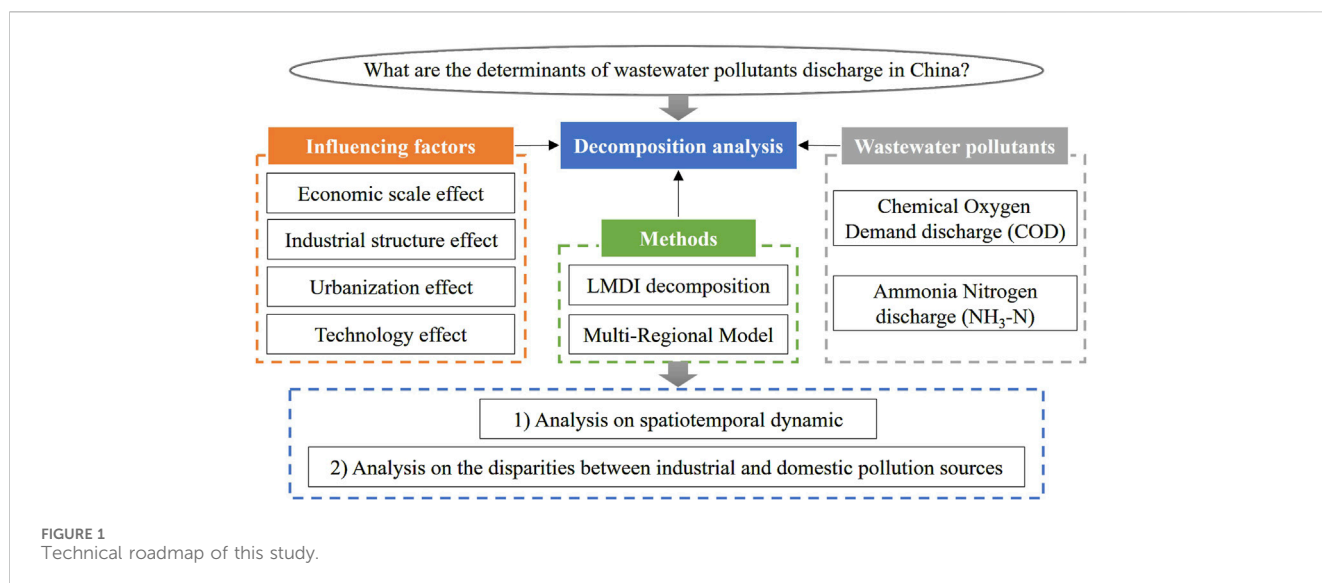 What are the determinants of wastewater pollutants discharge in China?
Influencing factors
Economic scale effect
Industrial structure effect
Urbanization effect
Technology effect
Decomposition analysis
Methods
LMDI decomposition
Multi-Regional Model
Wastewater pollutants
Chemical Oxygen
Demand discharge (COD)
Ammonia Nitrogen
discharge (NH₃-N)
1) Analysis on spatiotemporal dynamic
2) Analysis on the disparities between industrial and domestic pollution sources
FIGURE 1
Technical roadmap of this study.